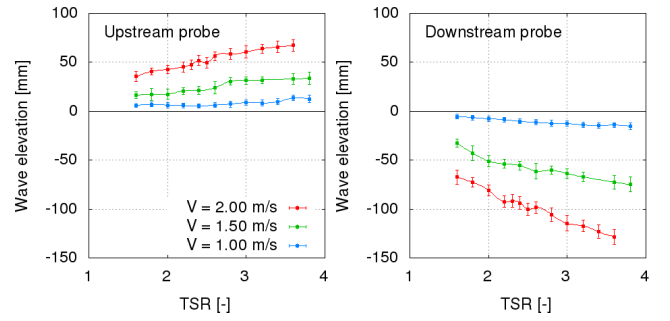 Upstream probe
Wave elevation [mm]
100
50
0
-50
-100
-150
V = 2.00 m/s
V = 1.50 m/s
V = 1.00 m/s
1
2
3
4
TSR [-]
Downstream probe
Wave elevation [mm]
100
50
0
-50
-100
-150
1
2
3
4
TSR [-]